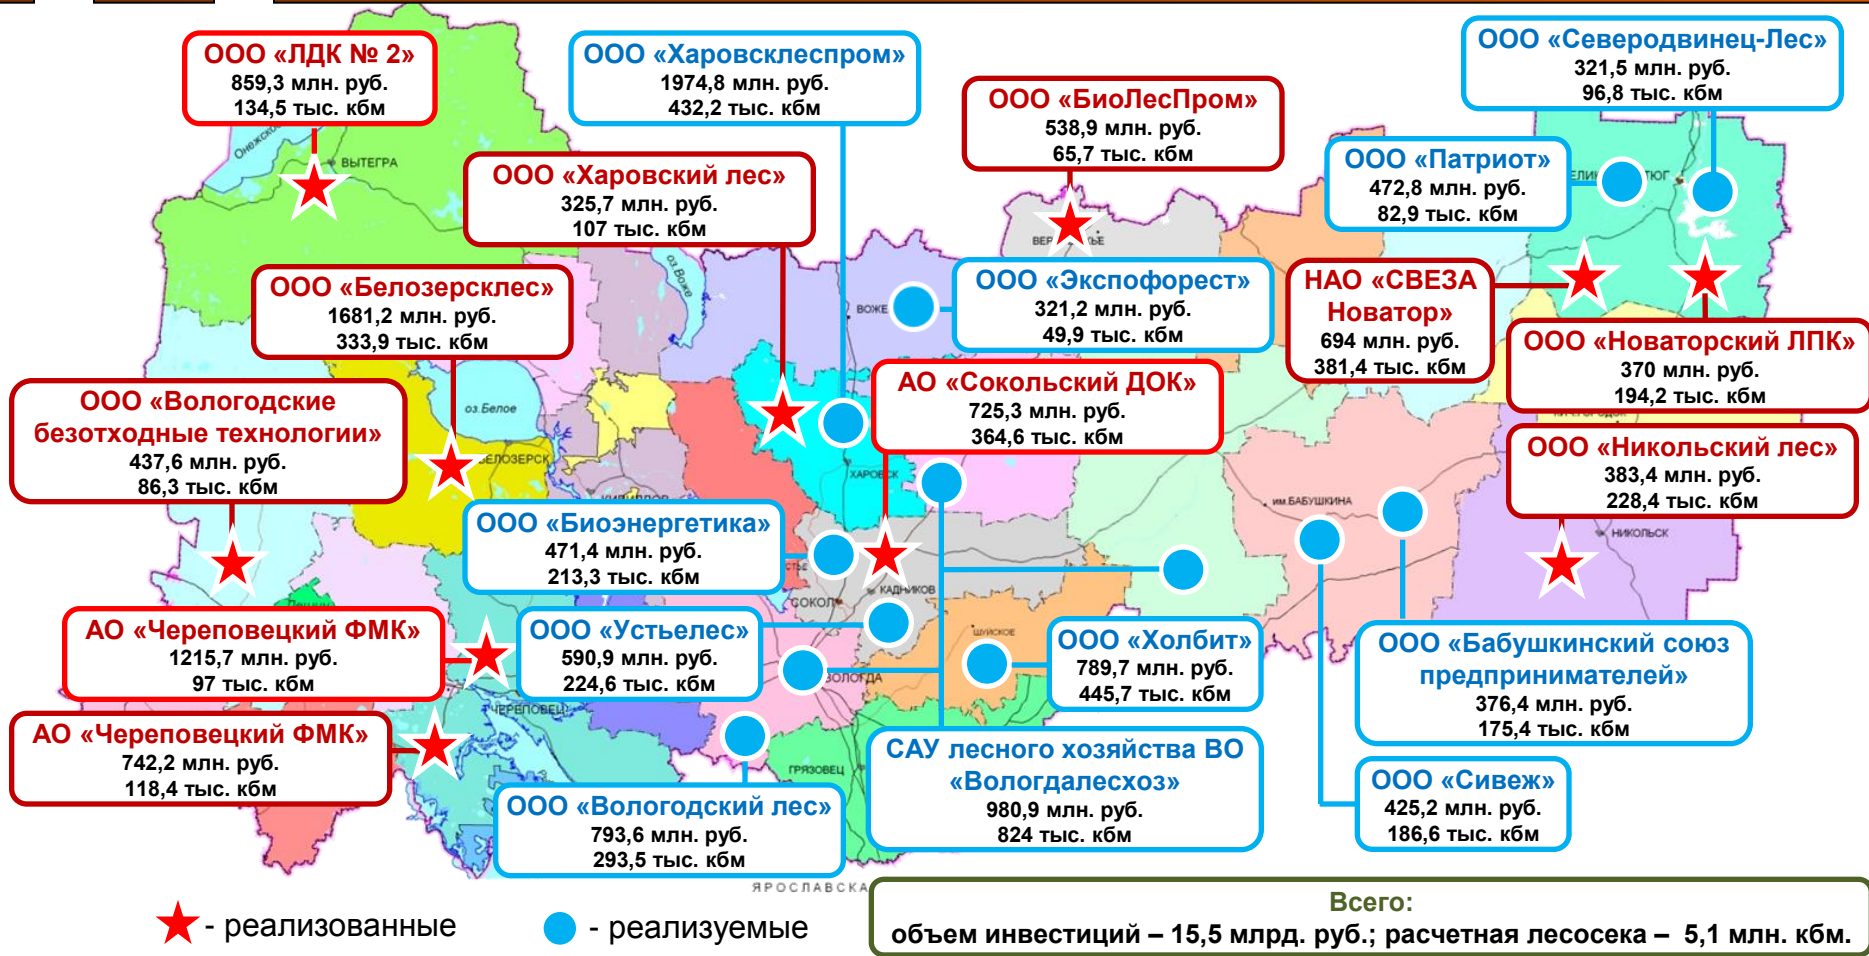 ООО «ЛДК № 2»
859,3 млн. руб.
134,5 тыс. кбм
ООО «Харовсклеспром»
1974,8 млн. руб.
432,2 тыс. кбм
ООО «Северодвинец-Лес»
321,5 млн. руб.
96,8 тыс. кбм
ООО «БиоЛесПром»
538,9 млн. руб.
65,7 тыс. кбм
ООО «Патриот»
472,8 млн. руб.
82,9 тыс. кбм
ВЫТЕГРА
ООО «Харовский лес»
325,7 млн. руб.
107 тыс. кбм
оз.Воже
ООО «Белозерсклес»
1681,2 млн. руб.
333,9 тыс. кбм
ООО «Экспофорест»
321,2 млн. руб.
49,9 тыс. кбм
НАО «СВЕЗА
Новатор»
694 млн. руб.
381,4 тыс. кбм
ООО «Новаторский ЛПК»
370 млн. руб.
194,2 тыс. кбм
ООО «Вологодские
безотходные технологии»
437,6 млн. руб.
86,3 тыс. кбм
оз.Белое
АО «Сокольский ДОК»
725,3 млн. руб.
364,6 тыс. кбм
ООО «Никольский лес»
383,4 млн. руб.
228,4 тыс. кбм
ХАРОВСК
им.БАБУШКИНА
НИКОЛЬСК
ООО «Биоэнергетика»
471,4 млн. руб.
213,3 тыс. кбм
СОКОЛ
КАДНИКОВ
АО «Череповецкий ФМК»
1215,7 млн. руб.
97 тыс. кбм
ООО «Устьелес»
590,9 млн. руб.
224,6 тыс. кбм
ШУЙСКОЕ
ООО «Холбит»
789,7 млн. руб.
445,7 тыс. кбм
ООО «Бабушкинский союз
предпринимателей»
376,4 млн. руб.
175,4 тыс. кбм
ВОЛОГДА
ЧЕРЕПОВЕЦ
АО «Череповецкий ФМК»
742,2 млн. руб.
118,4 тыс. кбм
ГРЯЗОВЕЦ
САУ лесного хозяйства ВО
«Вологдалесхоз»
980,9 млн. руб.
824 тыс. кбм
ООО «Сивеж»
425,2 млн. руб.
186,6 тыс. кбм
ООО «Вологодский лес»
793,6 млн. руб.
293,5 тыс. кбм
ЯРОСЛАВСКА
- реализованные
- реализуемые
Всего:
объем инвестиций – 15,5 млрд. руб.; расчетная лесосека – 5,1 млн. кбм.